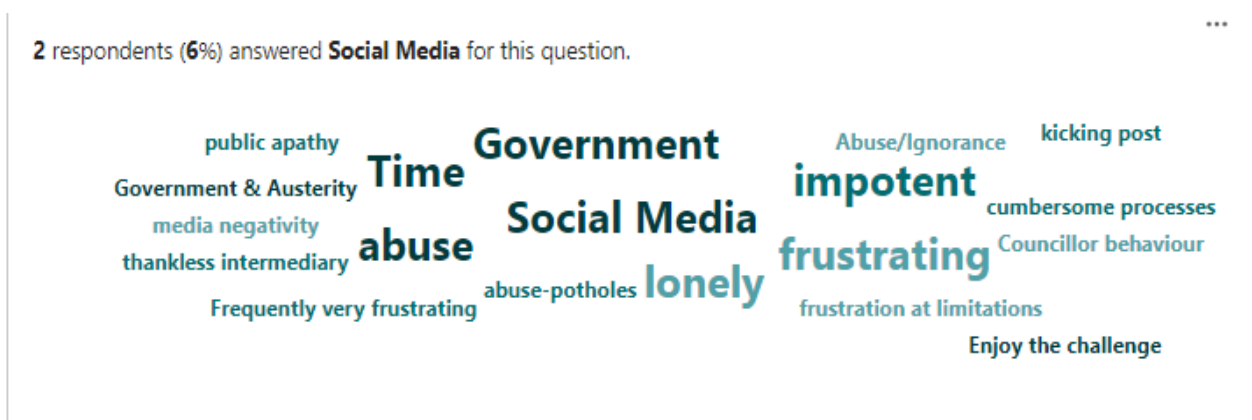 2 respondents (6%) answered Social Media for this question.
public apathy
Government
Abuse/Ignorance
kicking post
Time
Government & Austerity
impotent
cumbersome processes
media negativity
Social Media
abuse
thankless intermediary
frustrating
Councillor behaviour
Frequently very frustrating
abuse-potholes
lonely
frustration at limitations
Enjoy the challenge